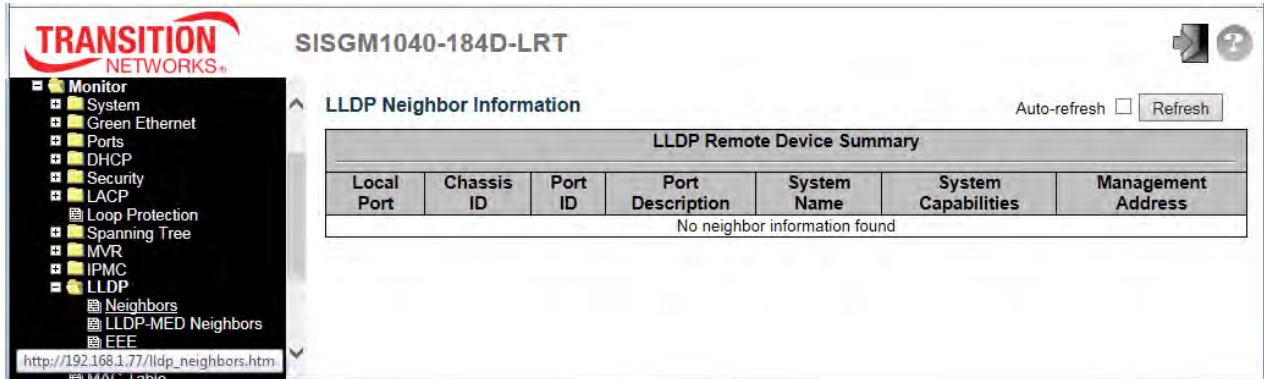 TRANSITION
NETWORKS®
SISGM1040-184D-LRT
?
Monitor
System
Green Ethernet
Ports
DHCP
Security
LACP
Loop Protection
Spanning Tree
MVR
IPMC
LLDP
Neighbors
LLDP-MED Neighbors
EEE
http://192.168.1.77/lldp_neighbors.htm
MAC Table
LLDP Neighbor Information
Auto-refresh
Refresh
LLDP Remote Device Summary
Local Port
Chassis ID
Port ID
Port Description
System Name
System Capabilities
Management Address
No neighbor information found